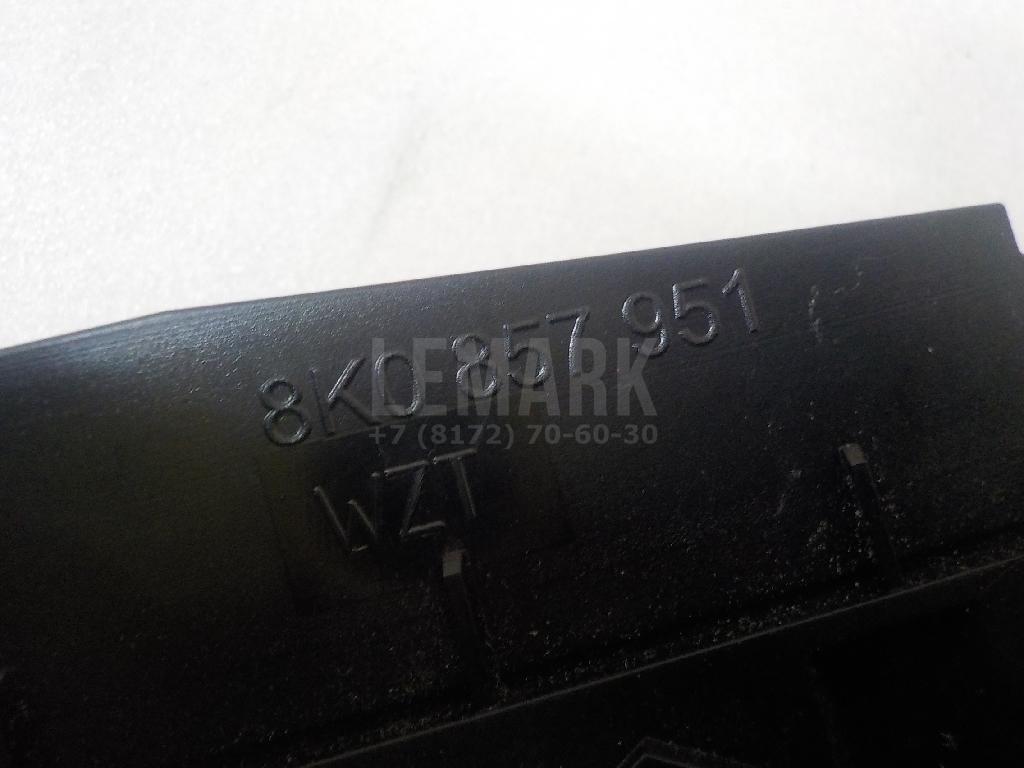 8K0 857 951
LEMARK
+7 (8172) 70-60-30
WZT